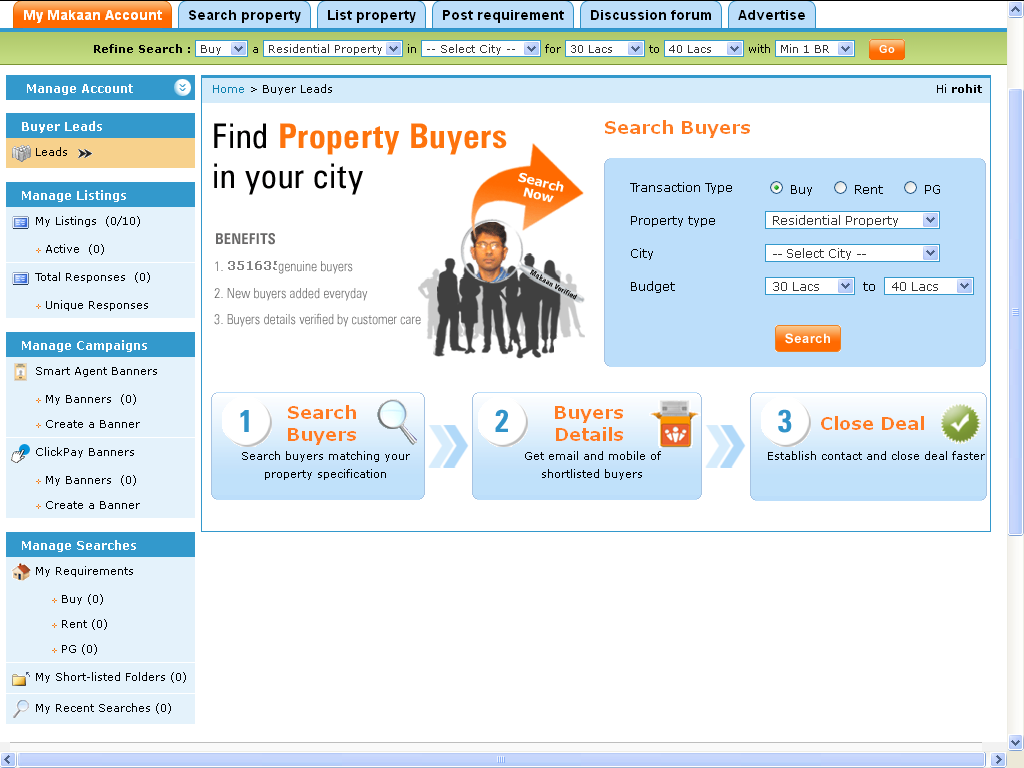 My Makaan Account Search property List property Post requirement Discussion forum Advertise
Refine Search : Buy a Residential Property in -- Select City -- for 30 Lacs to 40 Lacs with Min 1 BR Go
Manage Account
Home > Buyer Leads
Hi rohit
Buyer Leads
Leads
Manage Listings
My Listings (0/10)
Active (0)
Total Responses (0)
Unique Responses
Manage Campaigns
Smart Agent Banners
My Banners (0)
Create a Banner
ClickPay Banners
My Banners (0)
Create a Banner
Manage Searches
My Requirements
Buy (0)
Rent (0)
PG (0)
My Short-listed Folders (0)
My Recent Searches (0)
Find Property Buyers
in your city
Search
Now
BENEFITS
1. genuine buyers
2. New buyers added everyday
3. Buyers details verified by customer care
Makaan Verified
Search Buyers
Transaction Type Buy Rent PG
Property type Residential Property
City -- Select City --
Budget 30 Lacs to 40 Lacs
Search
1 Search
Buyers
Search buyers matching your
property specification
2 Buyers
Details
Get email and mobile of
shortlisted buyers
3 Close Deal
Establish contact and close deal faster